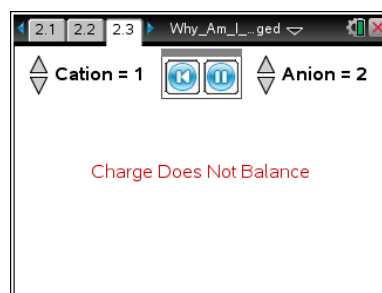 2.1 2.2 2.3 Why_Am_I_...ged
Cation = 1 Anion = 2
Charge Does Not Balance